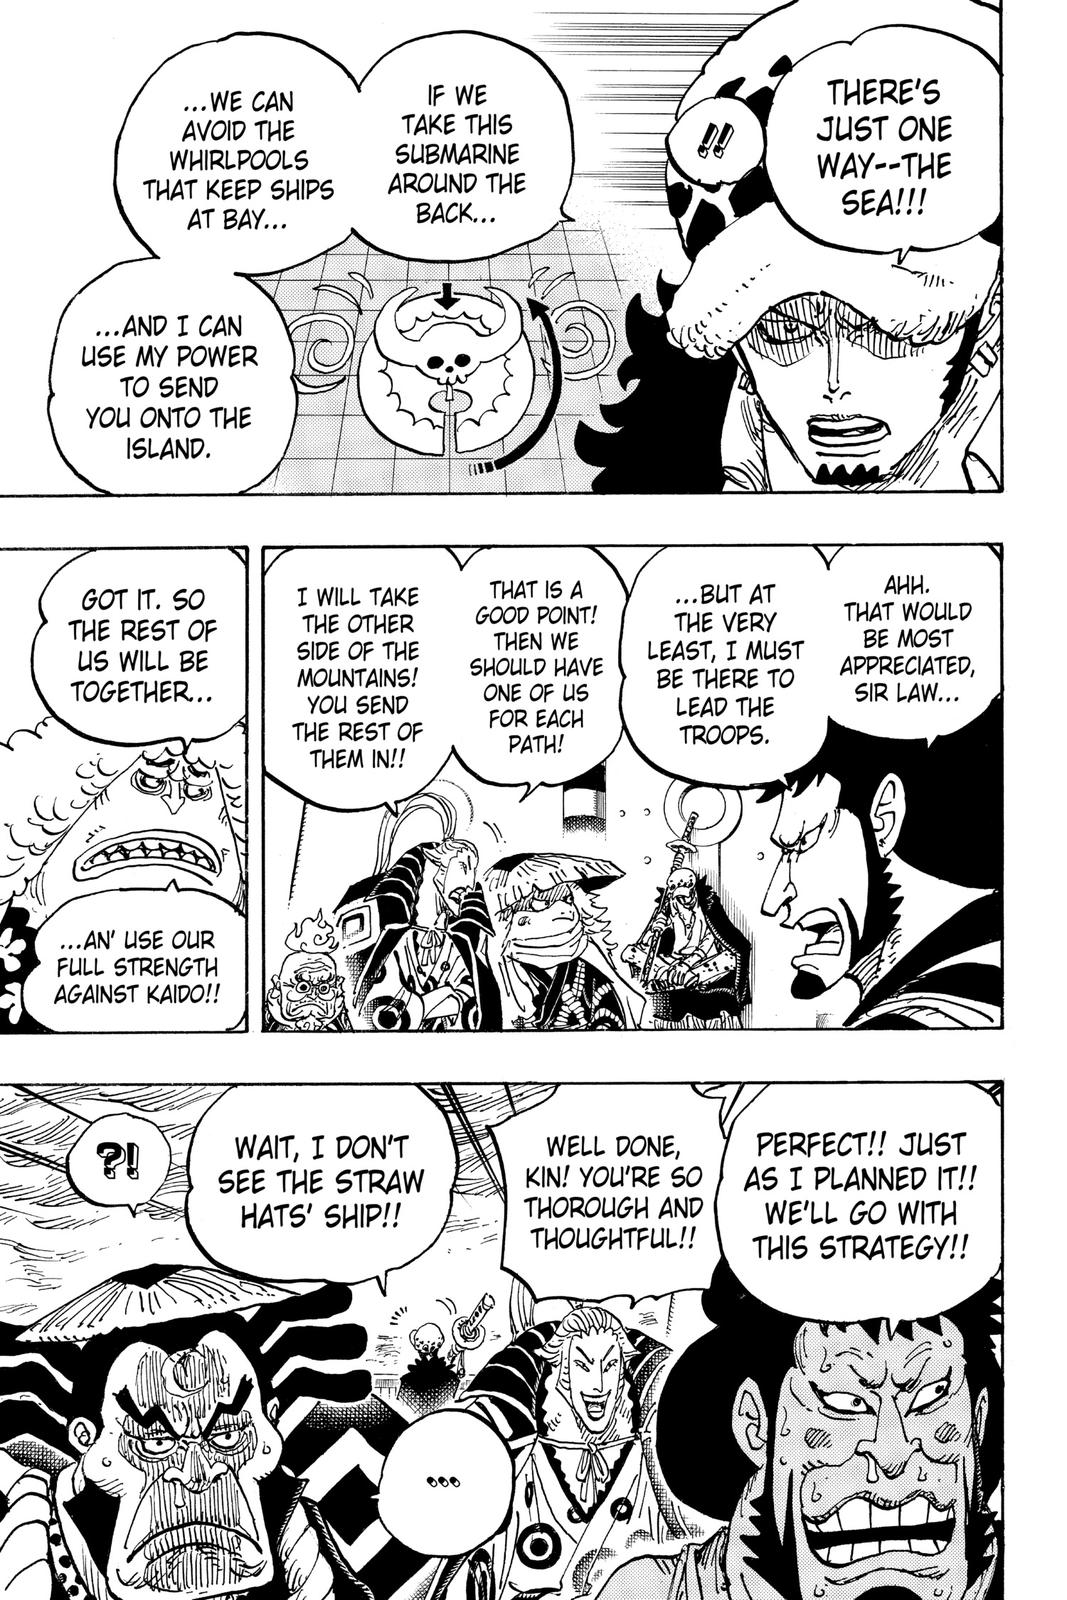 THERE'S
JUST ONE
WAY--THE
SEA!!!
!!
IF WE
TAKE THIS
SUBMARINE
AROUND THE
BACK...
...WE CAN
AVOID THE
WHIRLPOOLS
THAT KEEP SHIPS
AT BAY...
...AND I CAN
USE MY POWER
TO SEND
YOU ONTO THE
ISLAND.
AHH.
THAT WOULD
BE MOST
APPRECIATED,
SIR LAW...
...BUT AT
THE VERY
LEAST, I MUST
BE THERE TO
LEAD THE
TROOPS.
THAT IS A
GOOD POINT!
THEN WE
SHOULD HAVE
ONE OF US
FOR EACH
PATH!
I WILL TAKE
THE OTHER
SIDE OF THE
MOUNTAINS!
YOU SEND
THE REST OF
THEM IN!!
GOT IT. SO
THE REST OF
US WILL BE
TOGETHER...
...AN' USE OUR
FULL STRENGTH
AGAINST KAIDO!!
PERFECT!! JUST
AS I PLANNED IT!!
WE'LL GO WITH
THIS STRATEGY!!
WELL DONE,
KIN! YOU'RE SO
THOROUGH AND
THOUGHTFUL!!
...
WAIT, I DON'T
SEE THE STRAW
HATS' SHIP!!
?!